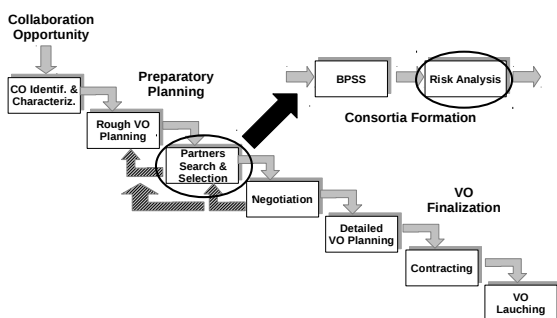 Collaboration
Opportunity
CO Identif. &
Characteriz.
Preparatory
Planning
Rough VO
Planning
Partners
Search &
Selection
BPSS
Risk Analysis
Consortia Formation
Negotiation
VO
Finalization
Detailed
VO Planning
Contracting
VO
Lauching